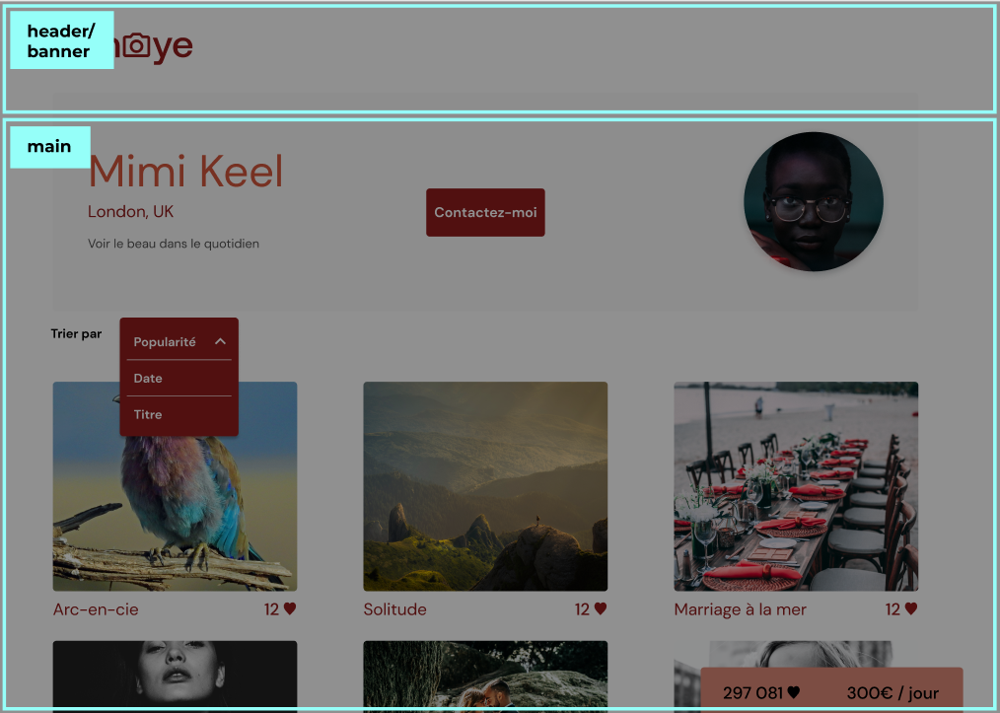 header/
banner
ye
main
Mimi Keel
London, UK
Contactez-moi
Voir le beau dans le quotidien
Trier par
Popularité
Date
Titre
Arc-en-cie
12
Solitude
12
Marriage à la mer
12
297 081
300€ / jour